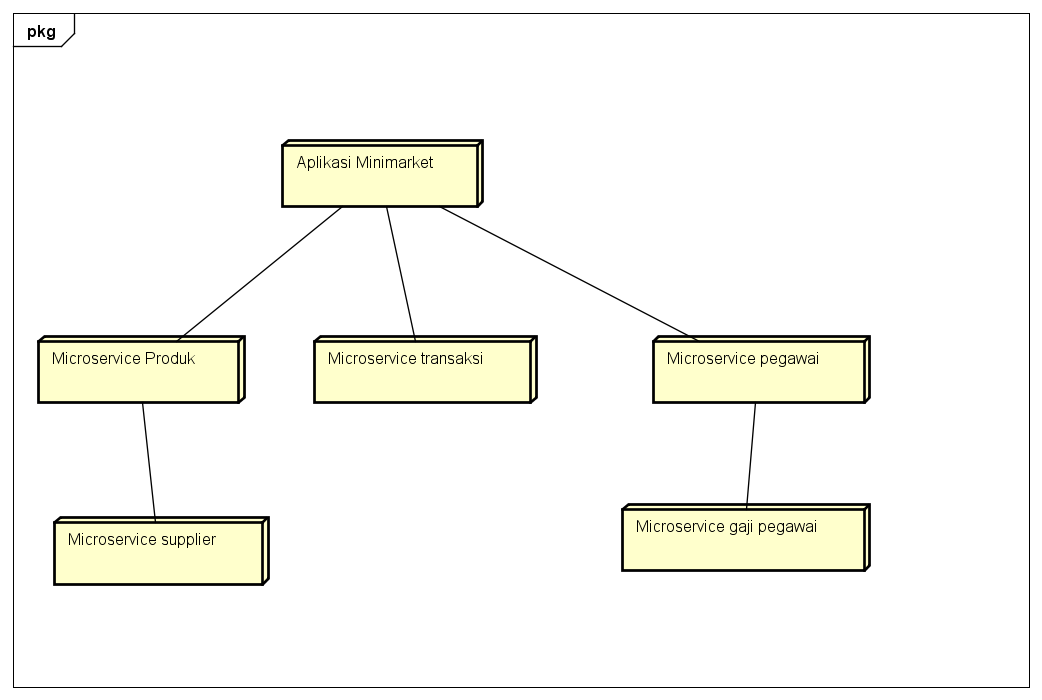 pkg
Aplikasi Minimarket
Microservice Produk
Microservice transaksi
Microservice pegawai
Microservice supplier
Microservice gaji pegawai